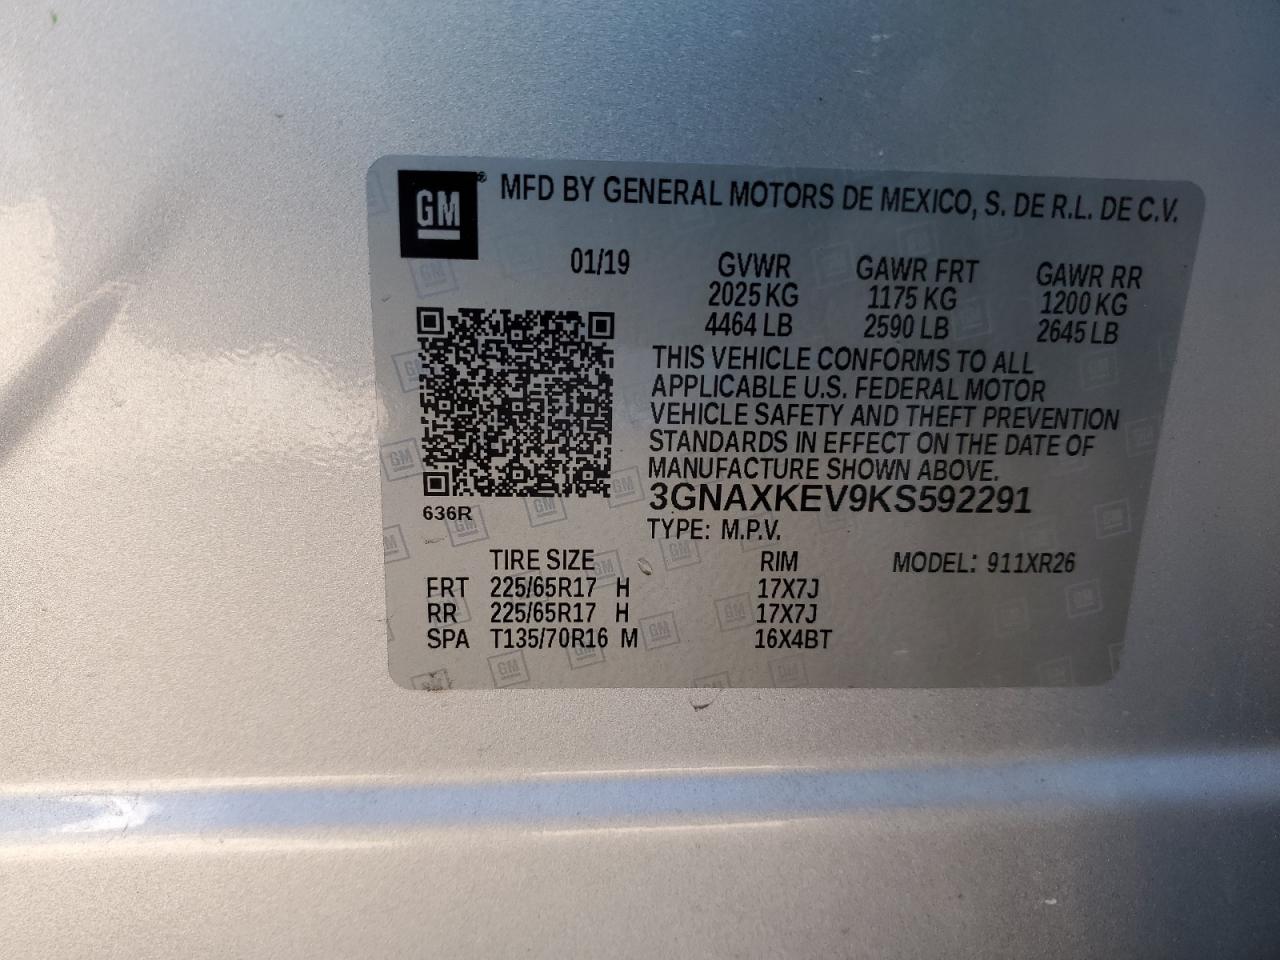 GM® MFD BY GENERAL MOTORS DE MEXICO, S. DE R.L. DE C.V.
01/19 GVWR GAWR FRT GAWR RR
2025 KG 1175 KG 1200 KG
4464 LB 2590 LB 2645 LB
THIS VEHICLE CONFORMS TO ALL
APPLICABLE U.S. FEDERAL MOTOR
VEHICLE SAFETY AND THEFT PREVENTION
STANDARDS IN EFFECT ON THE DATE OF
MANUFACTURE SHOWN ABOVE.
3GNAXKEV9KS592291
636R
TYPE: M.P.V.
TIRE SIZE RIM MODEL: 911XR26
FRT 225/65R17 H 17X7J
RR 225/65R17 H 17X7J
SPA T135/70R16 M 16X4BT